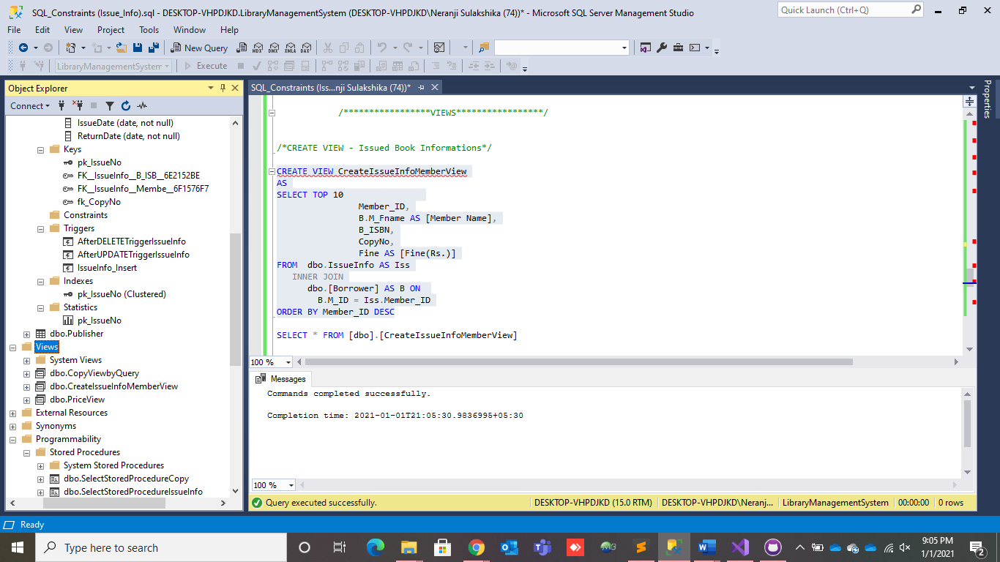 SQL_Constraints (Issue_Info).sql - DESKTOP-VHPDJKD.LibraryManagementSystem (DESKTOP-VHPDJKD\Neranji Sulakshika (74))* - Microsoft SQL Server Management Studio
Quick Launch (Ctrl+Q)
File Edit View Project Tools Window Help
New Query MDX DMX XMLA DAX
LibraryManagementSystem Execute
Object Explorer
SQL_Constraints (Iss...nji Sulakshika (74))*
Properties
Connect
IssueDate (date, not null)
ReturnDate (date, not null)
Keys
pk_IssueNo
FK__IssueInfo__B_ISB__6E2152BE
FK__IssueInfo__Membe__6F1576F7
fk_CopyNo
Constraints
Triggers
AfterDELETETriggerIssueInfo
AfterUPDATETriggerIssueInfo
IssueInfo_Insert
Indexes
pk_IssueNo (Clustered)
Statistics
pk_IssueNo
dbo.Publisher
Views
System Views
dbo.CopyViewbyQuery
dbo.CreateIssueInfoMemberView
dbo.PriceView
External Resources
Synonyms
Programmability
Stored Procedures
System Stored Procedures
dbo.SelectStoredProcedureCopy
dbo.SelectStoredProcedureIssueInfo
/*****************VIEWS*****************/
/*CREATE VIEW - Issued Book Informations*/
CREATE VIEW CreateIssueInfoMemberView
AS
SELECT TOP 10
Member_ID,
B.M_Fname AS [Member Name],
B_ISBN,
CopyNo,
Fine AS [Fine(Rs.)]
FROM dbo.IssueInfo AS Iss
INNER JOIN
dbo.[Borrower] AS B ON
B.M_ID = Iss.Member_ID
ORDER BY Member_ID DESC
SELECT * FROM [dbo].[CreateIssueInfoMemberView]
100 %
Messages
Commands completed successfully.
Completion time: 2021-01-01T21:05:30.9836995+05:30
100 %
Query executed successfully.
DESKTOP-VHPDJKD (15.0 RTM) DESKTOP-VHPDJKD\Neranj... LibraryManagementSystem 00:00:00 0 rows
Ready
Type here to search
9:05 PM
1/1/2021
2